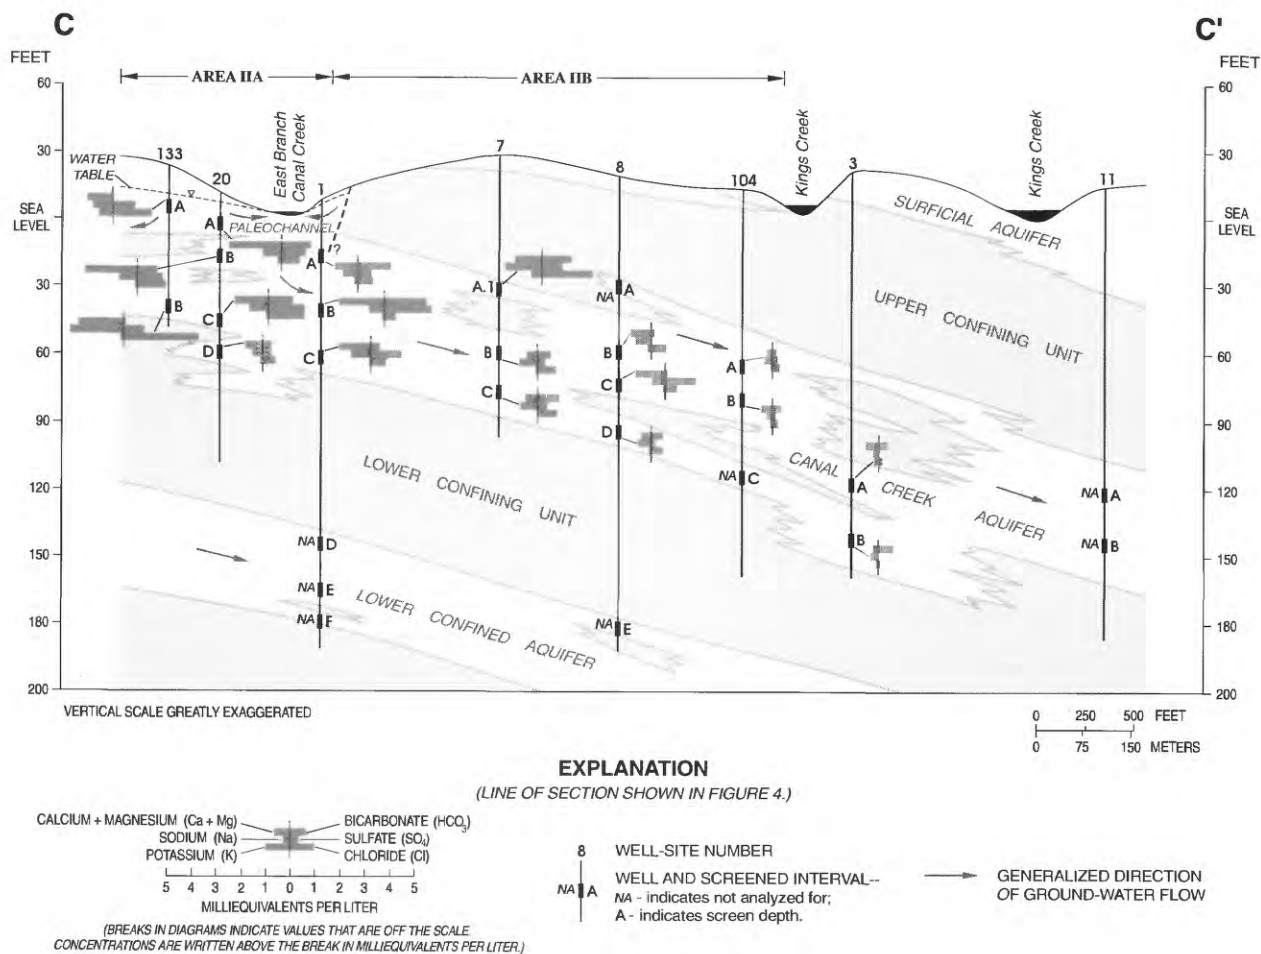 C
C'
FEET
FEET
AREA IIA
AREA IIB
60
60
East Branch
Canal Creek
Kings Creek
Kings Creek
133
20
1
7
8
104
3
11
30
30
WATER
TABLE
SEA
LEVEL
SEA
LEVEL
A
A
PALEOCHANNEL
?
SURFICIAL AQUIFER
B
A
30
30
A.1
NA A
B
C
B
UPPER CONFINING UNIT
60
60
D
C
B
B
A
C
C
B
90
90
D
LOWER CONFINING UNIT
CANAL CREEK AQUIFER
NA C
A
NA A
120
120
NA D
B
NA B
150
150
NA E
NA F
NA E
LOWER CONFINED AQUIFER
180
180
200
200
VERTICAL SCALE GREATLY EXAGGERATED
0 250 500 FEET
0 75 150 METERS
EXPLANATION
(LINE OF SECTION SHOWN IN FIGURE 4.)
CALCIUM + MAGNESIUM (Ca + Mg)
BICARBONATE (HCO3)
SODIUM (Na)
SULFATE (SO4)
POTASSIUM (K)
CHLORIDE (Cl)
5 4 3 2 1 0 1 2 3 4 5
MILLIEQUIVALENTS PER LITER
(BREAKS IN DIAGRAMS INDICATE VALUES THAT ARE OFF THE SCALE.
CONCENTRATIONS ARE WRITTEN ABOVE THE BREAK IN MILLIEQUIVALENTS PER LITER.)
8 WELL-SITE NUMBER
NA A
WELL AND SCREENED INTERVAL--
NA - indicates not analyzed for;
A - indicates screen depth.
GENERALIZED DIRECTION
OF GROUND-WATER FLOW